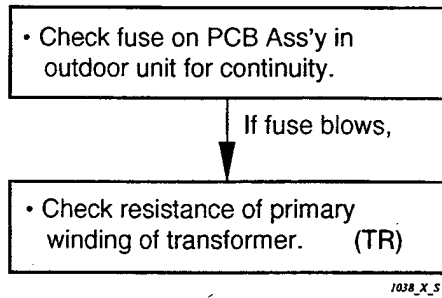 • Check fuse on PCB Ass'y in
outdoor unit for continuity.
If fuse blows,
• Check resistance of primary
winding of transformer. (TR)
1038_X_S